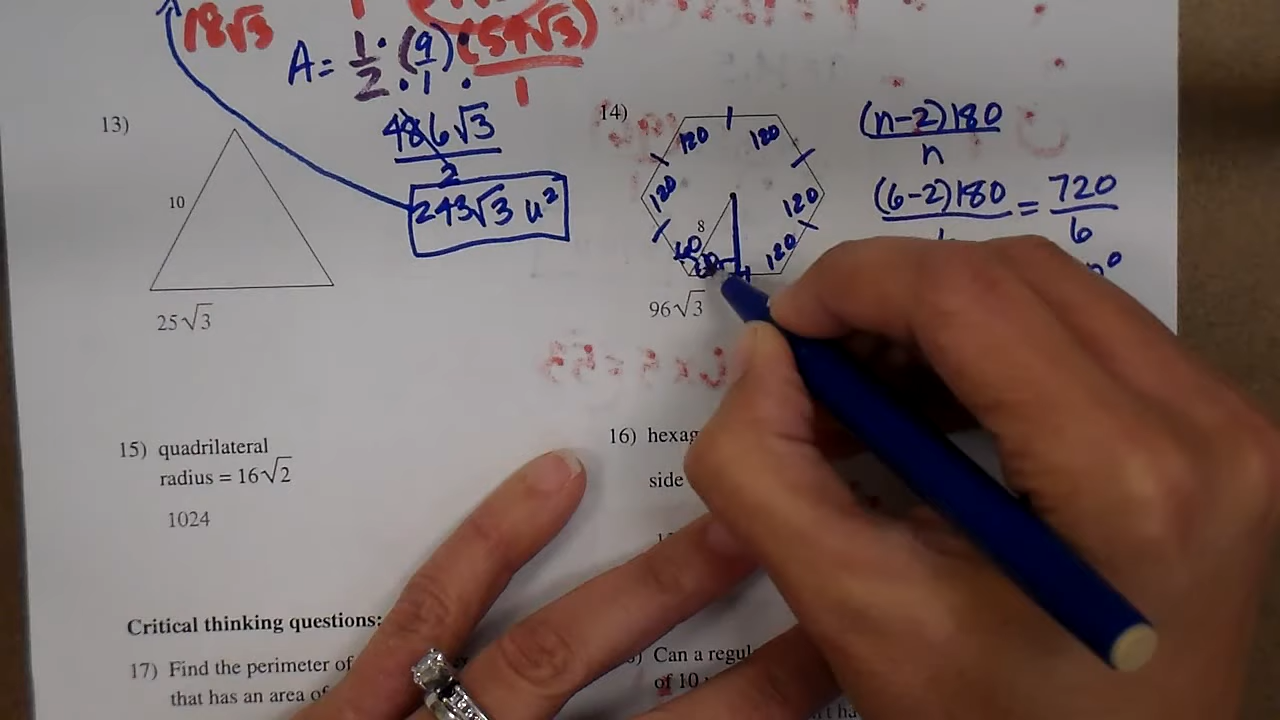 18√3
A = 1/2 · (9/1) · (54√3)/1
486√3/2
243√3 u²
13)
10
25√3
14)
120 120
120 120
60 120
8
96√3
(n-2)180/n
(6-2)180 = 720/6
15) quadrilateral
radius = 16√2
1024
16)
side
Critical thinking questions:
17) Find the perimeter of
that has an area of
Can a
of 10